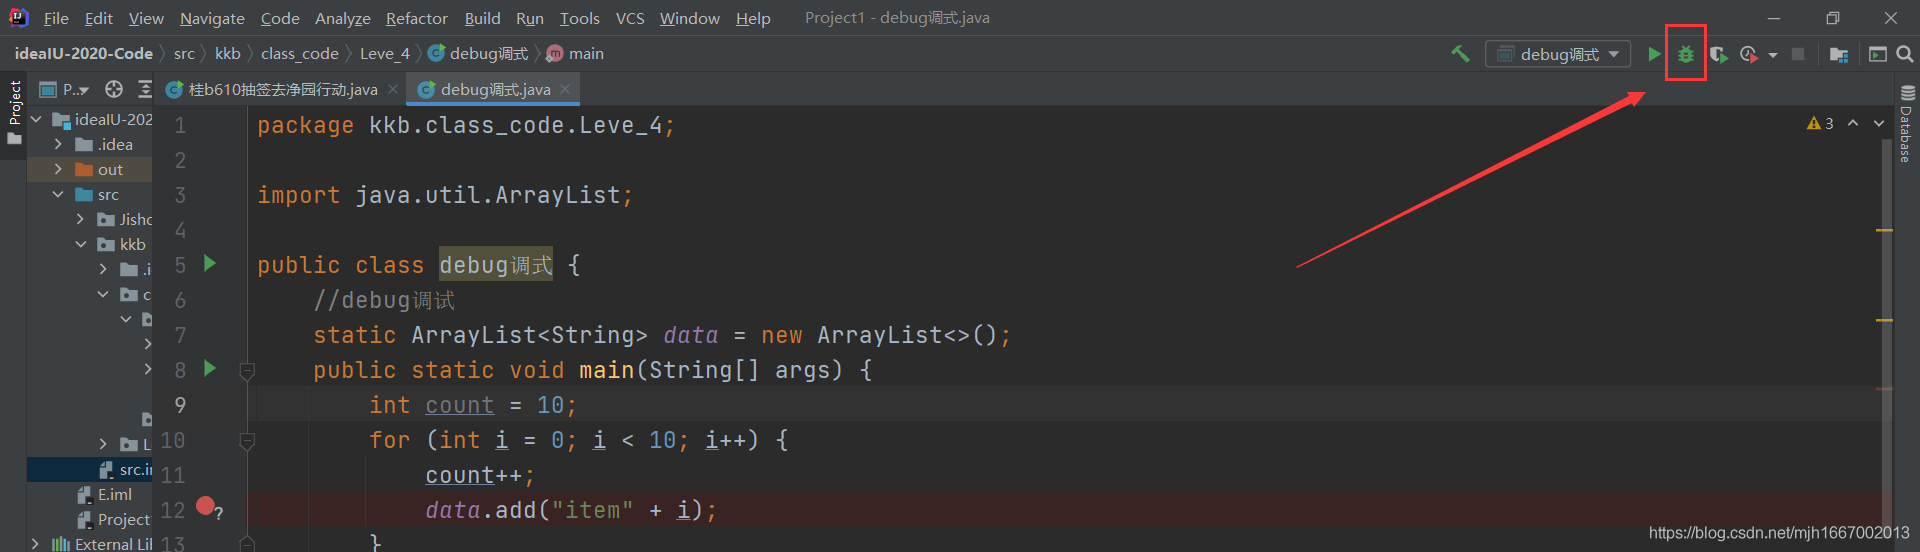 File Edit View Navigate Code Analyze Refactor Build Run Tools VCS Window Help Project1 - debug调式.java
ideaIU-2020-Code src kkb class_code Leve_4 debug调式 main debug调式
Project P... 桂b610抽签去净园行动.java debug调式.java Database
ideaIU-202
.idea
out
src
Jisho
kkb
.i
c
L
src.i
E.iml
Project
External Lib
1 package kkb.class_code.Leve_4;
2
3 import java.util.ArrayList;
4
5 public class debug调式 {
6 //debug调试
7 static ArrayList<String> data = new ArrayList<>();
8 public static void main(String[] args) {
9 int count = 10;
10 for (int i = 0; i < 10; i++) {
11 count++;
12 data.add("item" + i);
13 }
3
https://blog.csdn.net/mjh1667002013